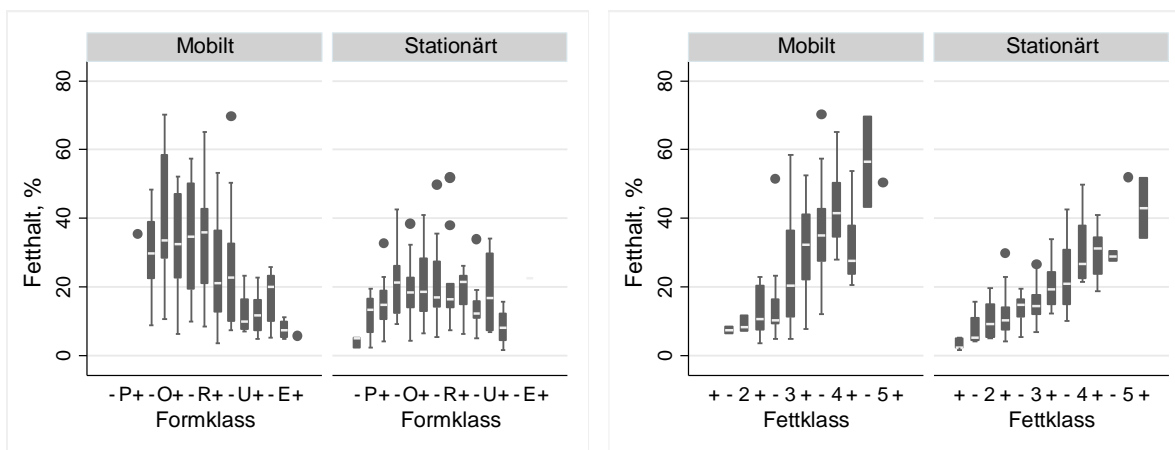 Mobilt Stationärt
80
60
40
20
0
Fetthalt, %
- P + - O + - R + - U + - E + - P + - O + - R + - U + - E +
Formklass Formklass
Mobilt Stationärt
80
60
40
20
0
Fetthalt, %
+ - 2 + - 3 + - 4 + - 5 + + - 2 + - 3 + - 4 + - 5 +
Fettklass Fettklass